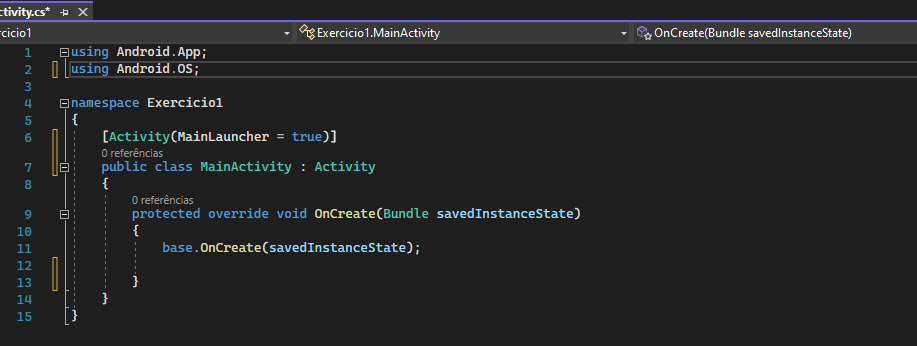 ctivity.cs*
rcicio1 Exercicio1.MainActivity OnCreate(Bundle savedInstanceState)
1 using Android.App;
2 using Android.OS;
3
4 namespace Exercicio1
5 {
6 [Activity(MainLauncher = true)]
0 referências
7 public class MainActivity : Activity
8 {
0 referências
9 protected override void OnCreate(Bundle savedInstanceState)
10 {
11 base.OnCreate(savedInstanceState);
12
13 }
14 }
15 }